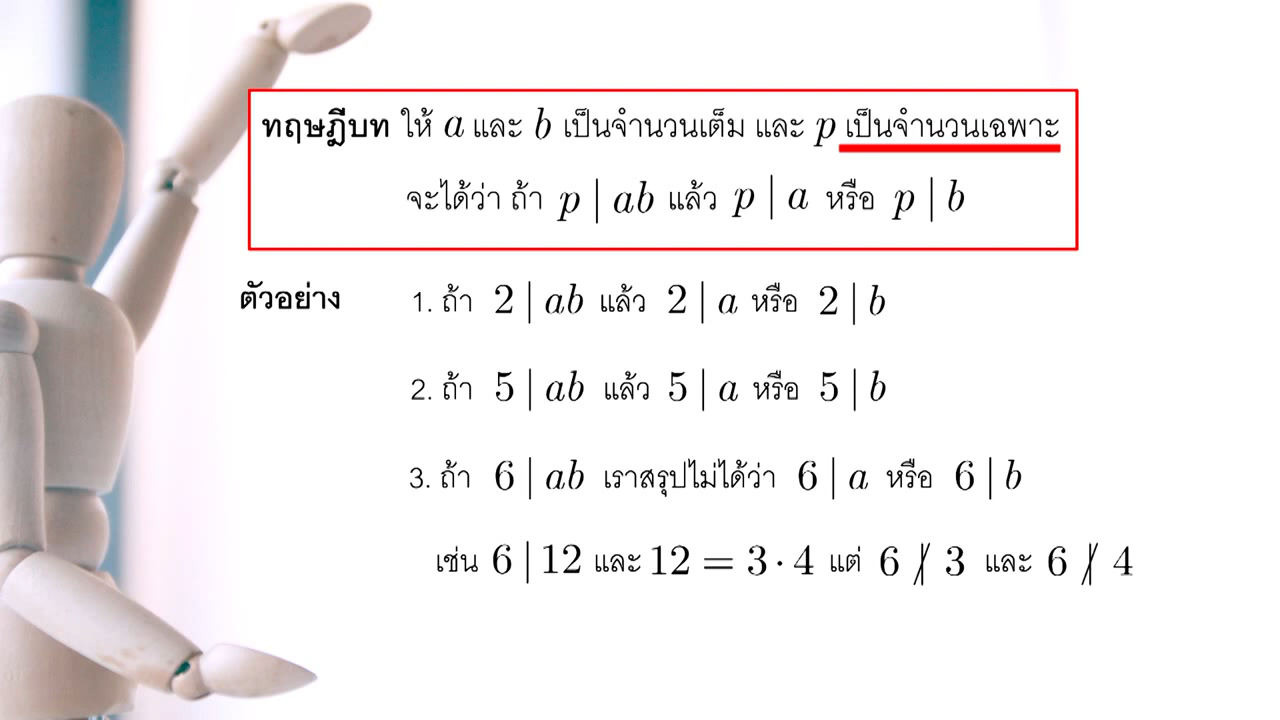 ทฤษฎีบท ให้ a และ b เป็นจำนวนเต็ม และ p เป็นจำนวนเฉพาะ
จะได้ว่า ถ้า p | ab แล้ว p | a หรือ p | b
ตัวอย่าง 1. ถ้า 2 | ab แล้ว 2 | a หรือ 2 | b
2. ถ้า 5 | ab แล้ว 5 | a หรือ 5 | b
3. ถ้า 6 | ab เราสรุปไม่ได้ว่า 6 | a หรือ 6 | b
เช่น 6 | 12 และ 12 = 3 · 4 แต่ 6 ∤ 3 และ 6 ∤ 4